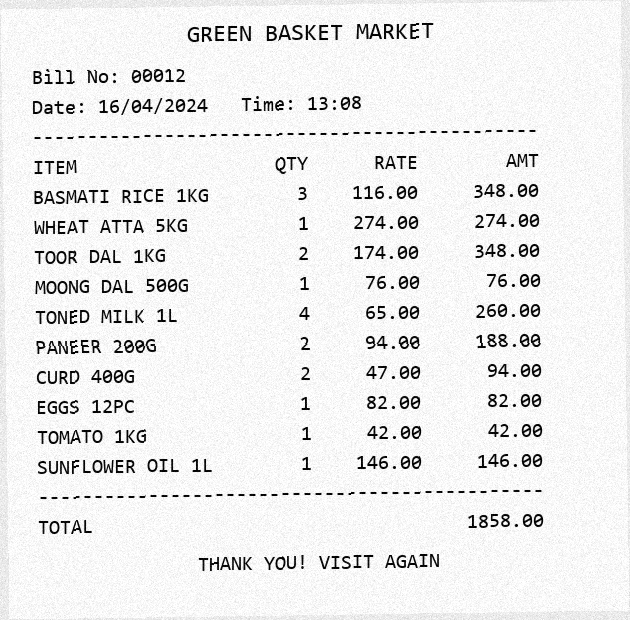 GREEN BASKET MARKET
Bill No: 00012
Date: 16/04/2024 Time: 13:08
----------------------------------------------
ITEM QTY RATE AMT
BASMATI RICE 1KG 3 116.00 348.00
WHEAT ATTA 5KG 1 274.00 274.00
TOOR DAL 1KG 2 174.00 348.00
MOONG DAL 500G 1 76.00 76.00
TONED MILK 1L 4 65.00 260.00
PANEER 200G 2 94.00 188.00
CURD 400G 2 47.00 94.00
EGGS 12PC 1 82.00 82.00
TOMATO 1KG 1 42.00 42.00
SUNFLOWER OIL 1L 1 146.00 146.00
----------------------------------------------
TOTAL 1858.00
THANK YOU! VISIT AGAIN